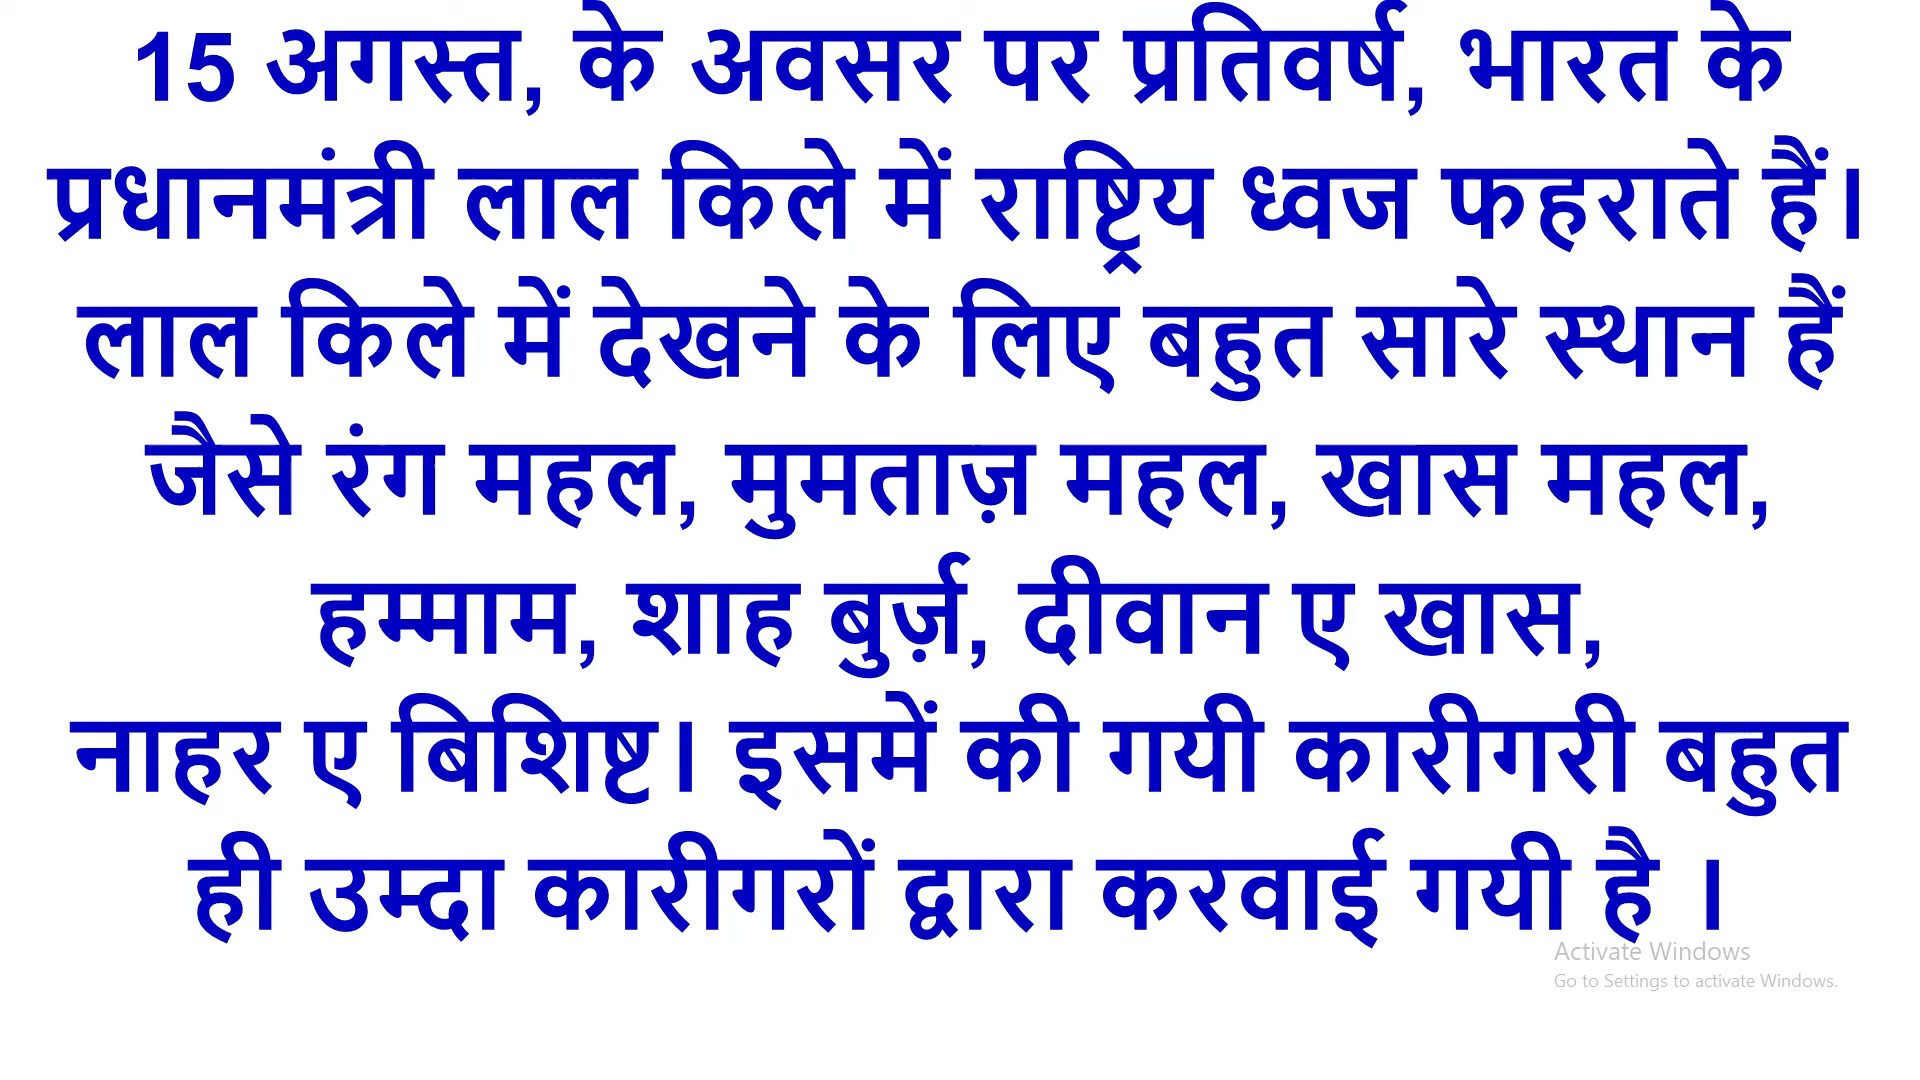 15 अगस्त, के अवसर पर प्रतिवर्ष, भारत के
प्रधानमंत्री लाल किले में राष्ट्रिय ध्वज फहराते हैं।
लाल किले में देखने के लिए बहुत सारे स्थान हैं
जैसे रंग महल, मुमताज़ महल, खास महल,
हम्माम, शाह बुर्ज़, दीवान ए खास,
नाहर ए बिशिष्ट। इसमें की गयी कारीगरी बहुत
ही उम्दा कारीगरों द्वारा करवाई गयी है ।
Activate Windows
Go to Settings to activate Windows.